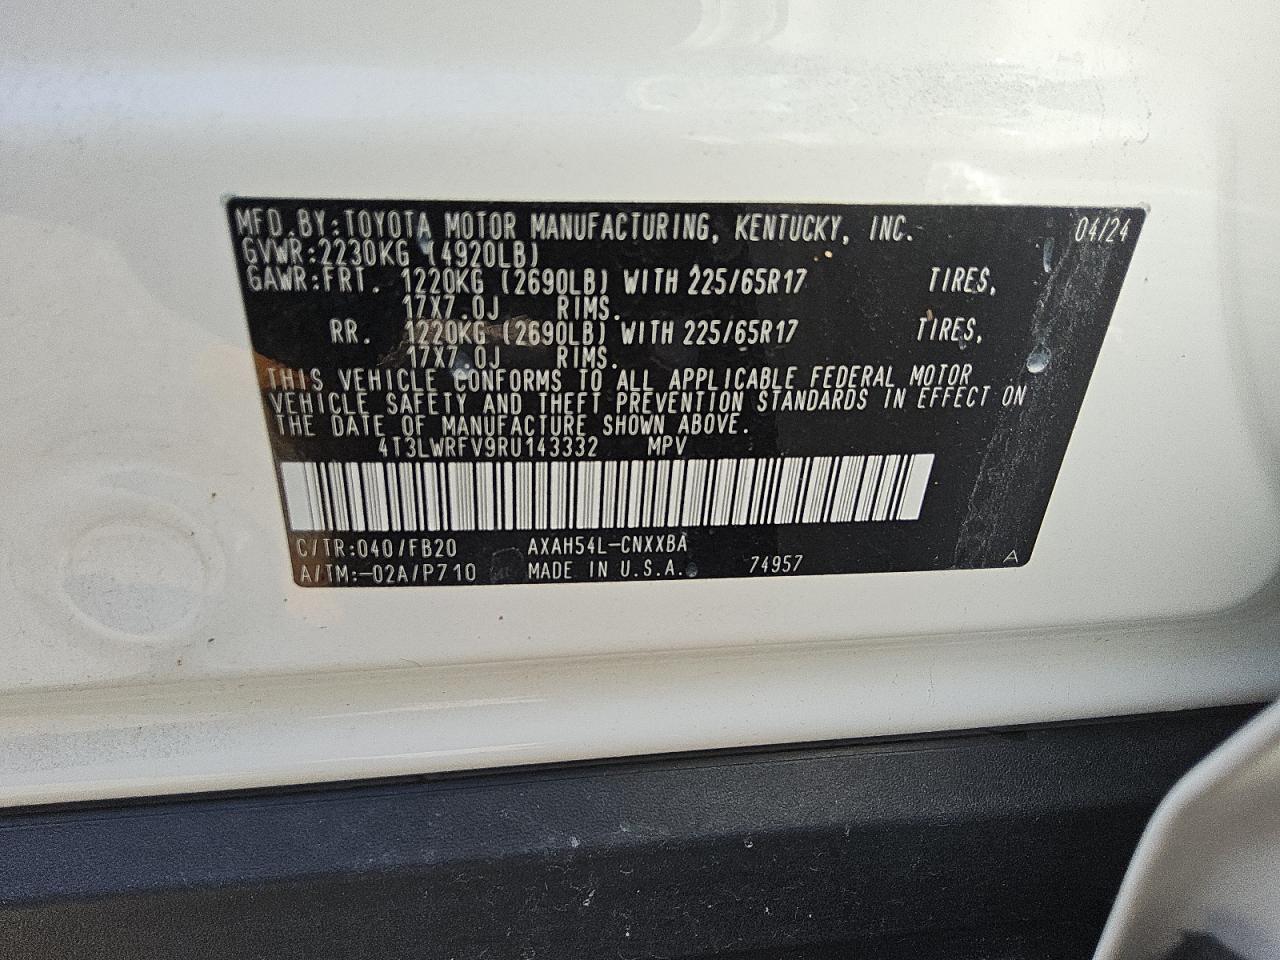 MFD.BY:TOYOTA MOTOR MANUFACTURING, KENTUCKY, INC. 04/24
GVWR:2230KG (4920LB)
GAWR:FRT. 1220KG (2690LB) WITH 225/65R17 TIRES,
17X7.0J RIMS.
RR. 1220KG (2690LB) WITH 225/65R17 TIRES,
17X7.0J RIMS.
THIS VEHICLE CONFORMS TO ALL APPLICABLE FEDERAL MOTOR
VEHICLE SAFETY AND THEFT PREVENTION STANDARDS IN EFFECT ON
THE DATE OF MANUFACTURE SHOWN ABOVE.
4T3LWRFV9RU143332 MPV
C/TR:040/FB20 AXAH54L-CNXXBA
A/TM:-02A/P710 MADE IN U.S.A. 74957 A